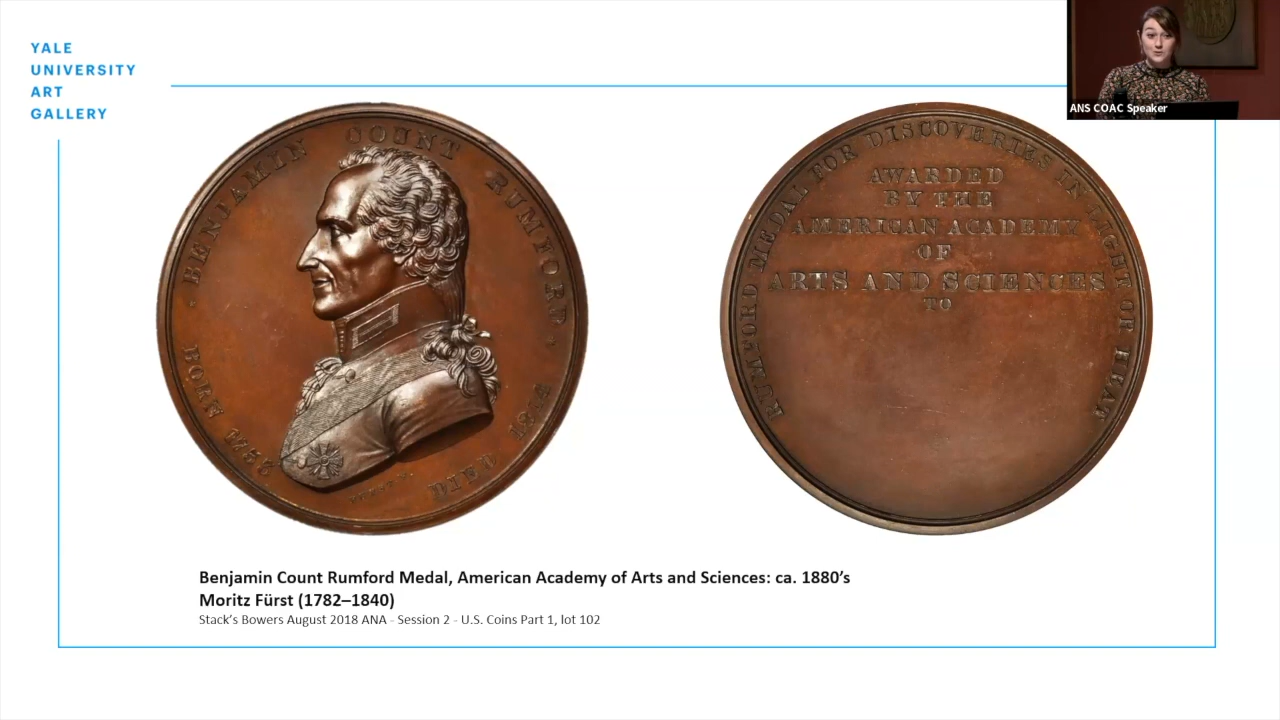 YALE
UNIVERSITY
ART
GALLERY
ANS COAC Speaker
BENJAMIN COUNT RUMFORD.
BORN 1752
DIED 1814
RUMFORD MEDAL FOR DISCOVERIES IN LIGHT OR HEAT
AWARDED
BY THE
AMERICAN ACADEMY
OF
ARTS AND SCIENCES
TO
Benjamin Count Rumford Medal, American Academy of Arts and Sciences: ca. 1880’s
Moritz Fürst (1782–1840)
Stack’s Bowers August 2018 ANA - Session 2 - U.S. Coins Part 1, lot 102